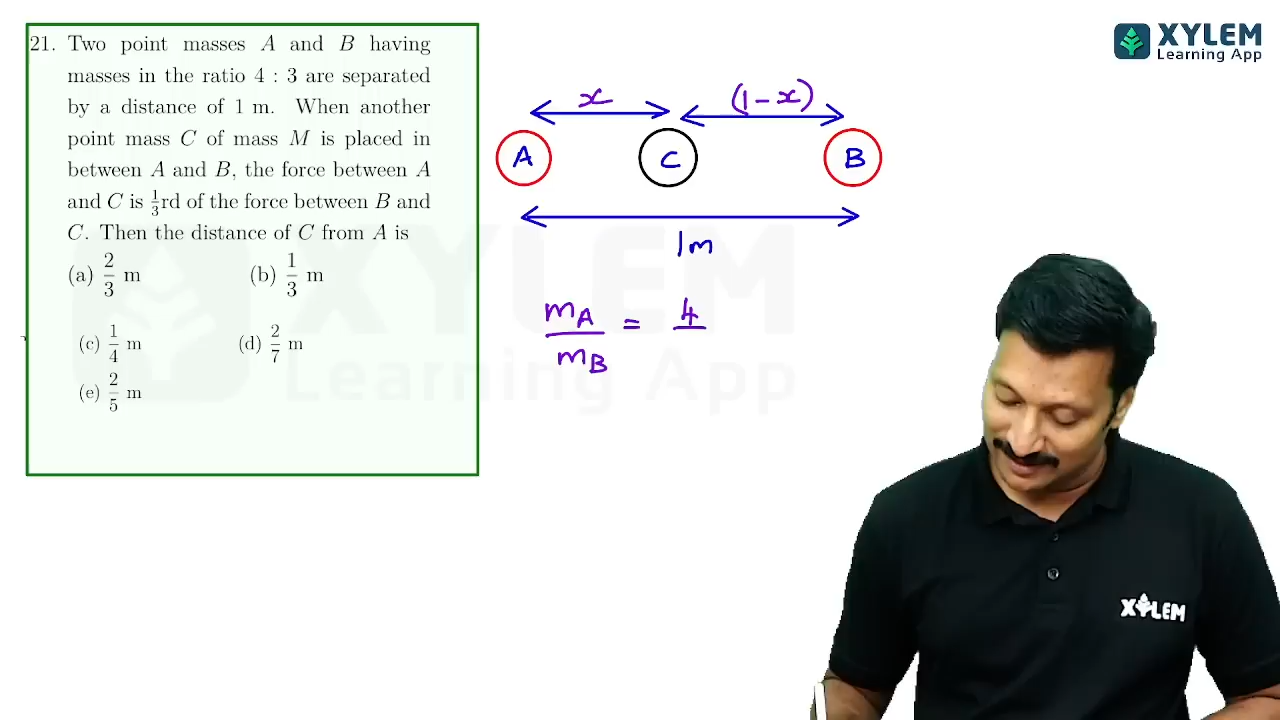 21. Two point masses A and B having
masses in the ratio 4 : 3 are separated
by a distance of 1 m. When another
point mass C of mass M is placed in
between A and B, the force between A
and C is 1/3rd of the force between B and
C. Then the distance of C from A is
(a) 2/3 m (b) 1/3 m
(c) 1/4 m (d) 2/7 m
(e) 2/5 m
XYLEM
Learning App
x (1-x)
A C B
1m
mA/mB = 4
XYLEM
Learning App
XYLEM